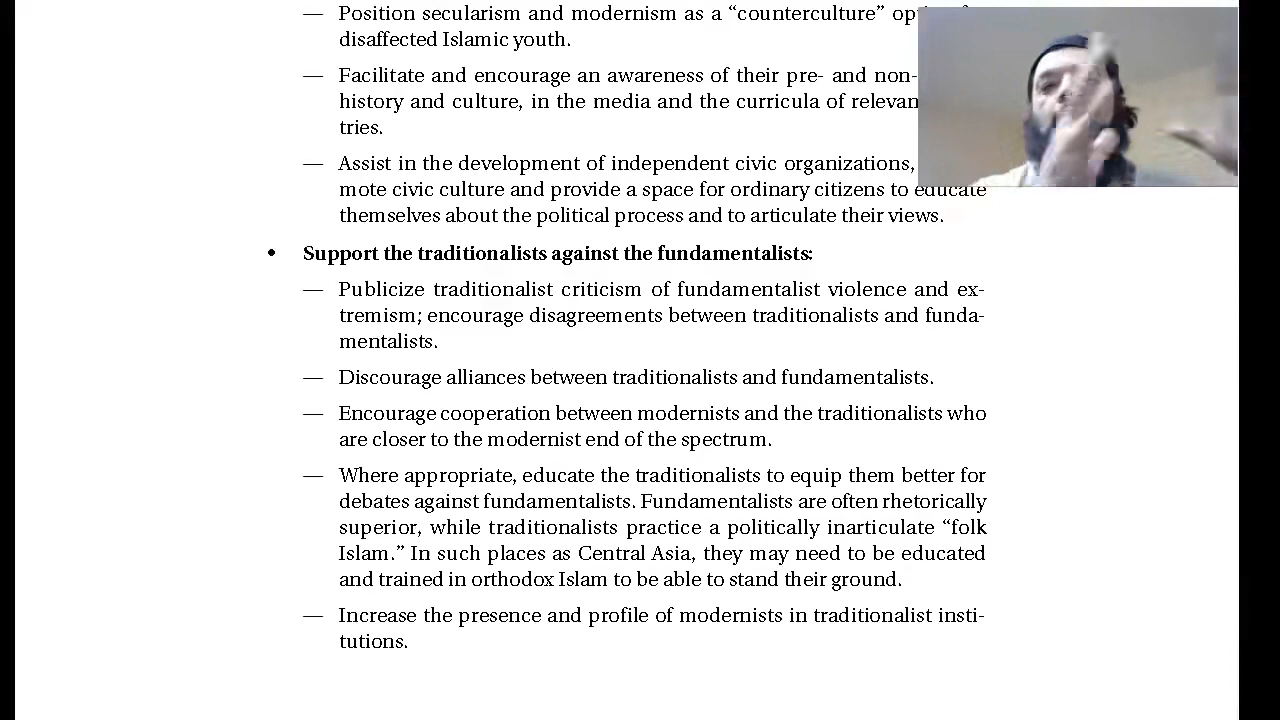 — Position secularism and modernism as a “counterculture”
disaffected Islamic youth.
— Facilitate and encourage an awareness of their pre- and non-
history and culture, in the media and the curricula of
tries.
— Assist in the development of independent civic organizations,
mote civic culture and provide a space for ordinary citizens to educate
themselves about the political process and to articulate their views.
• Support the traditionalists against the fundamentalists:
— Publicize traditionalist criticism of fundamentalist violence and ex-
tremism; encourage disagreements between traditionalists and funda-
mentalists.
— Discourage alliances between traditionalists and fundamentalists.
— Encourage cooperation between modernists and the traditionalists who
are closer to the modernist end of the spectrum.
— Where appropriate, educate the traditionalists to equip them better for
debates against fundamentalists. Fundamentalists are often rhetorically
superior, while traditionalists practice a politically inarticulate “folk
Islam.” In such places as Central Asia, they may need to be educated
and trained in orthodox Islam to be able to stand their ground.
— Increase the presence and profile of modernists in traditionalist insti-
tutions.